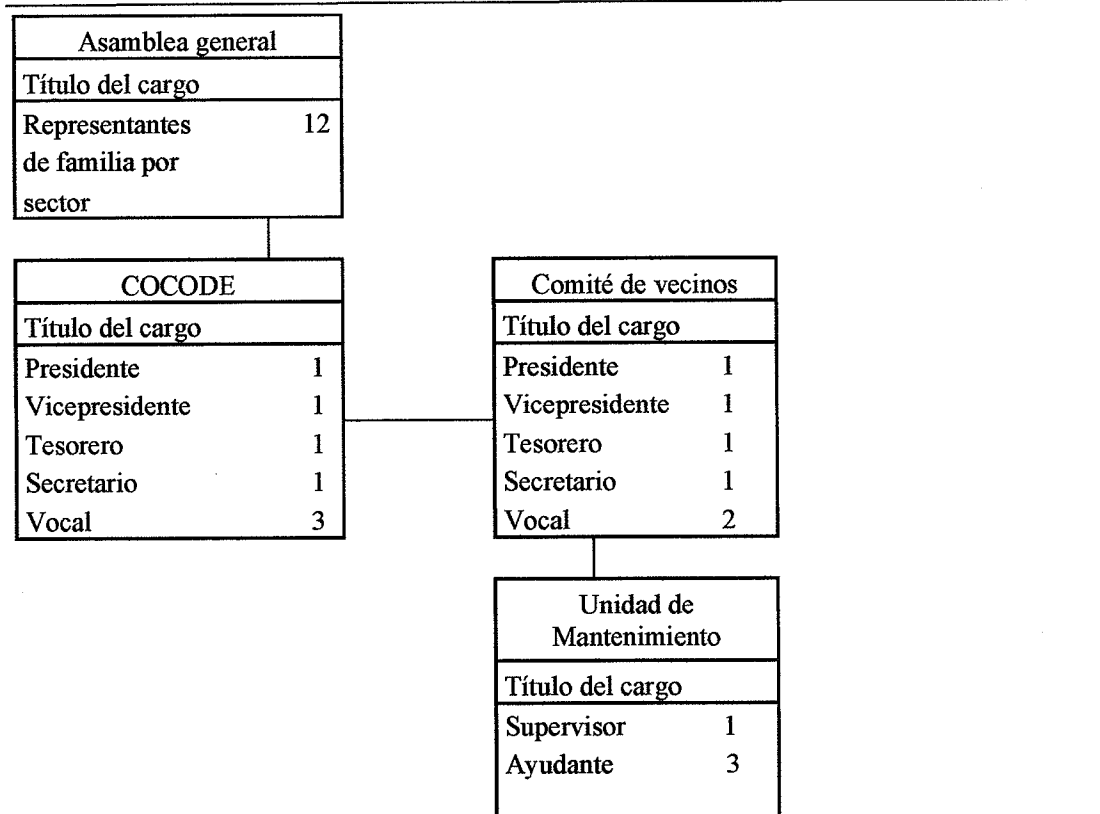 Asamblea general
Título del cargo
Representantes 12
de familia por
sector
COCODE
Título del cargo
Presidente 1
Vicepresidente 1
Tesorero 1
Secretario 1
Vocal 3
Comité de vecinos
Título del cargo
Presidente 1
Vicepresidente 1
Tesorero 1
Secretario 1
Vocal 2
Unidad de
Mantenimiento
Título del cargo
Supervisor 1
Ayudante 3